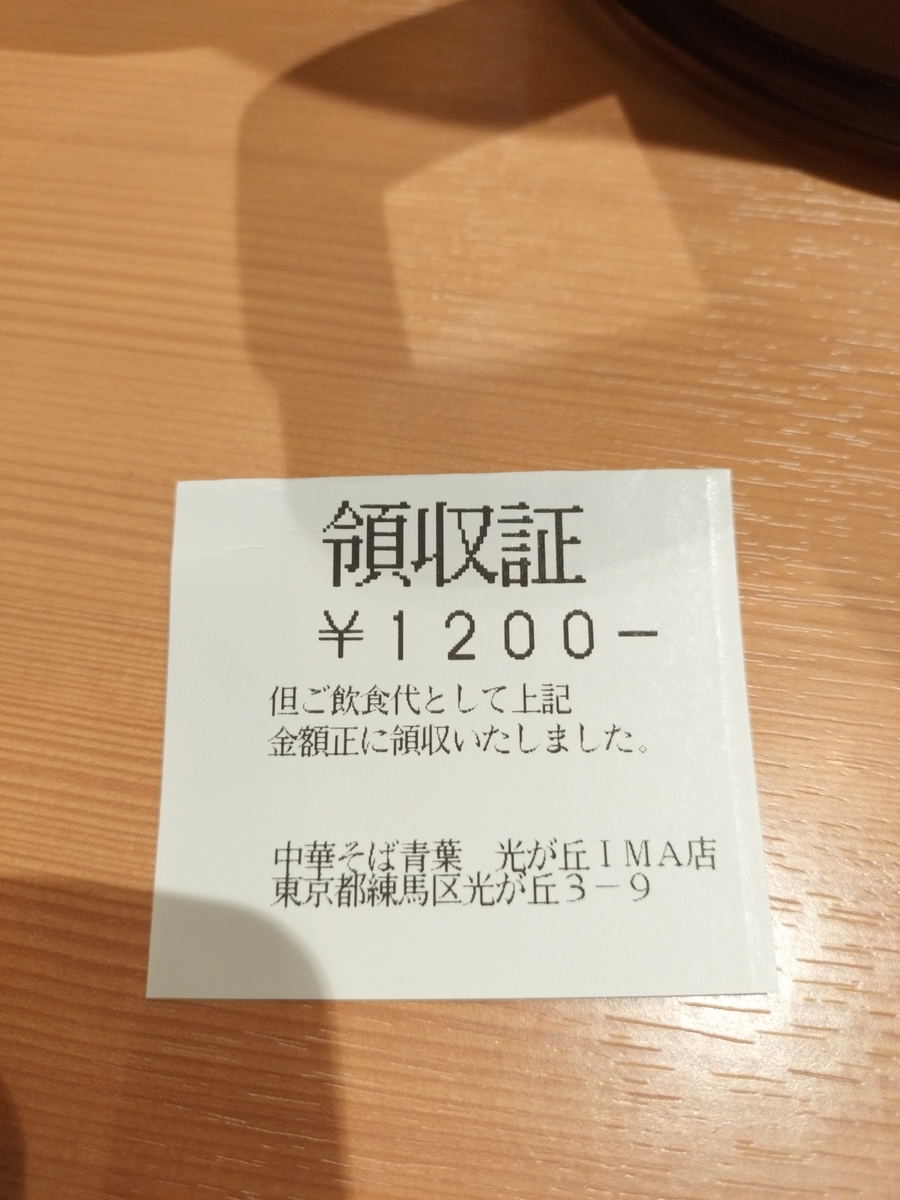 領収証
￥1200－
但ご飲食代として上記
金額正に領収いたしました。
中華そば青葉　光が丘ＩＭＡ店
東京都練馬区光が丘３－９